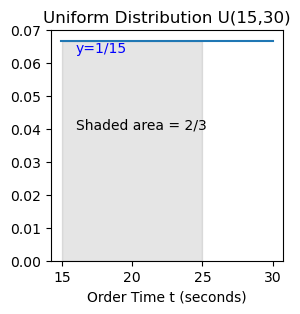 Uniform Distribution U(15,30)
0.07
0.06
0.05
0.04
0.03
0.02
0.01
0.00
y=1/15
Shaded area = 2/3
15 20 25 30
Order Time t (seconds)